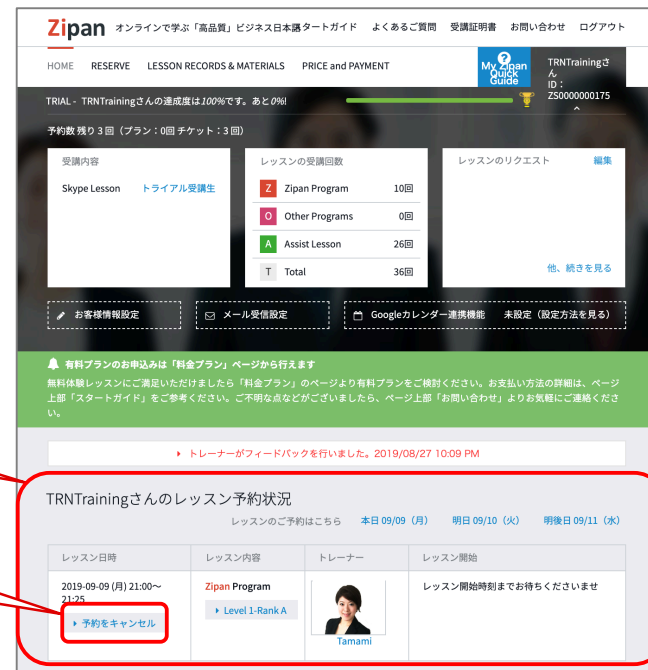 Zipan オンラインで学ぶ「高品質」ビジネス日本語 スタートガイド よくあるご質問 受講証明書 お問い合わせ ログアウト
HOME RESERVE LESSON RECORDS & MATERIALS PRICE and PAYMENT
My Zipan
Quick
Guide
?
TRNTrainingさ
ん
ID：
ZS0000000175
TRIAL - TRNTrainingさんの達成度は100%です。あと0%!
予約数 残り 3 回（プラン：0回 チケット：3 回）
受講内容
Skype Lesson トライアル受講生
レッスンの受講回数
Z Zipan Program 10回
O Other Programs 0回
A Assist Lesson 26回
T Total 36回
レッスンのリクエスト 編集
他、続きを見る
お客様情報設定
メール受信設定
Googleカレンダー連携機能 未設定（設定方法を見る）
有料プランのお申込みは「料金プラン」ページから行えます
無料体験レッスンにご満足いただけましたら「料金プラン」のページより有料プランをご検討ください。お支払い方法の詳細は、ページ
上部「スタートガイド」をご参考ください。ご不明な点などがございましたら、ページ上部「お問い合わせ」よりお気軽にご連絡くださ
い。
トレーナーがフィードバックを行いました。2019/08/27 10:09 PM
TRNTrainingさんのレッスン予約状況
レッスンのご予約はこちら 本日 09/09（月） 明日 09/10（火） 明後日 09/11（水）
レッスン日時 レッスン内容 トレーナー レッスン開始
2019-09-09 (月) 21:00～
21:25
予約をキャンセル
Zipan Program
Level 1-Rank A
Tamami
レッスン開始時刻までお待ちくださいませ